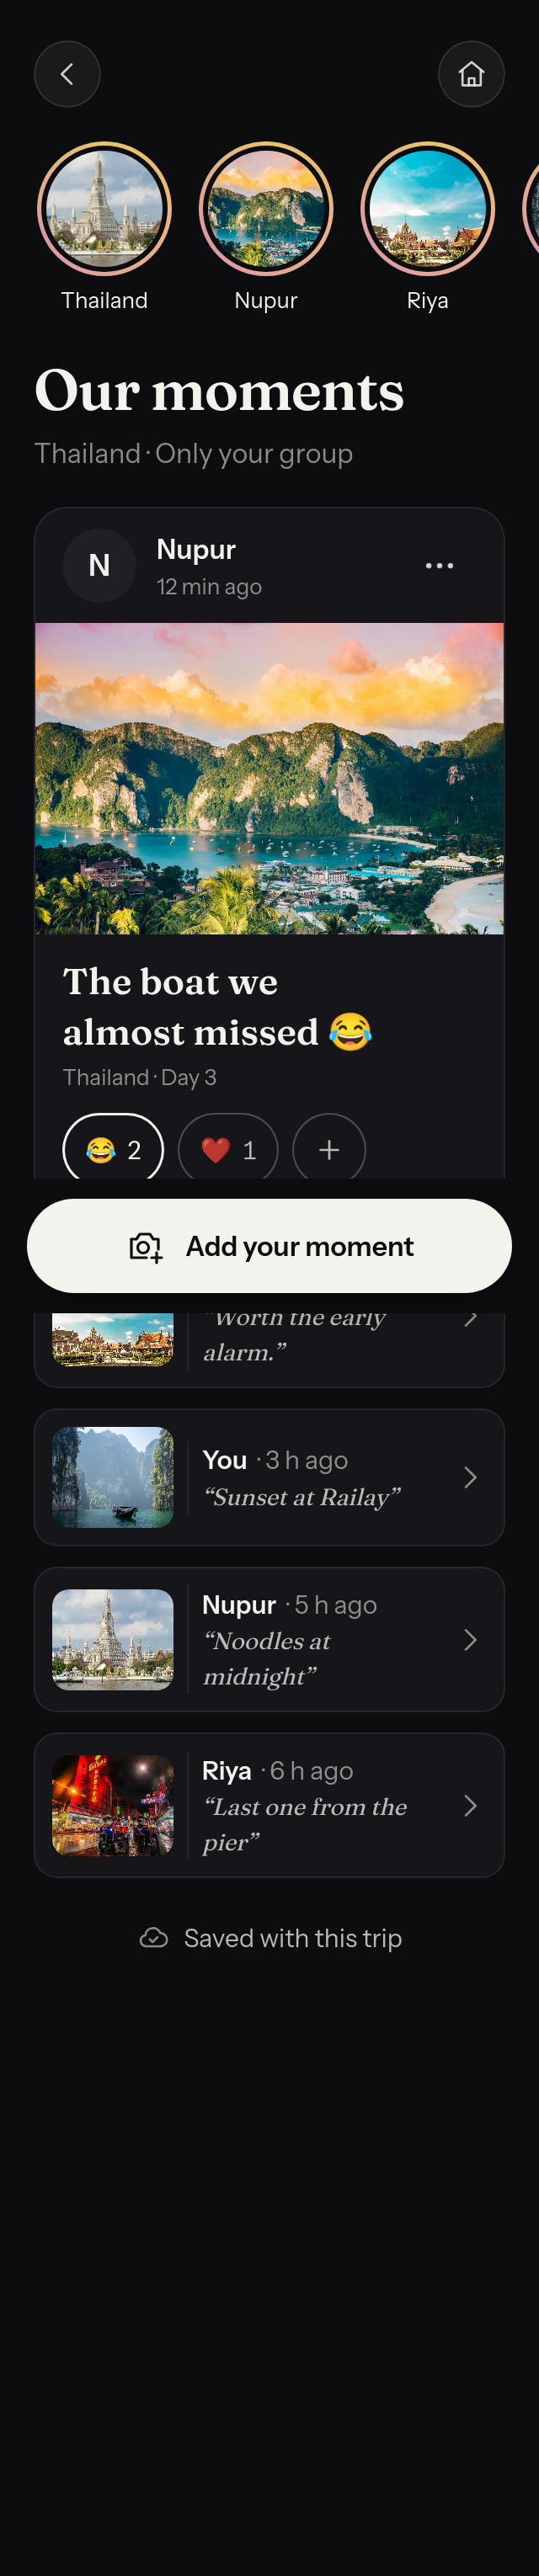 Thailand
Nupur
Riya
Our moments
Thailand · Only your group
N
Nupur
12 min ago
The boat we
almost missed 😂
Thailand · Day 3
😂 2
❤️ 1
Add your moment
“Worth the early
alarm.”
You · 3 h ago
“Sunset at Railay”
Nupur · 5 h ago
“Noodles at
midnight”
Riya · 6 h ago
“Last one from the
pier”
Saved with this trip